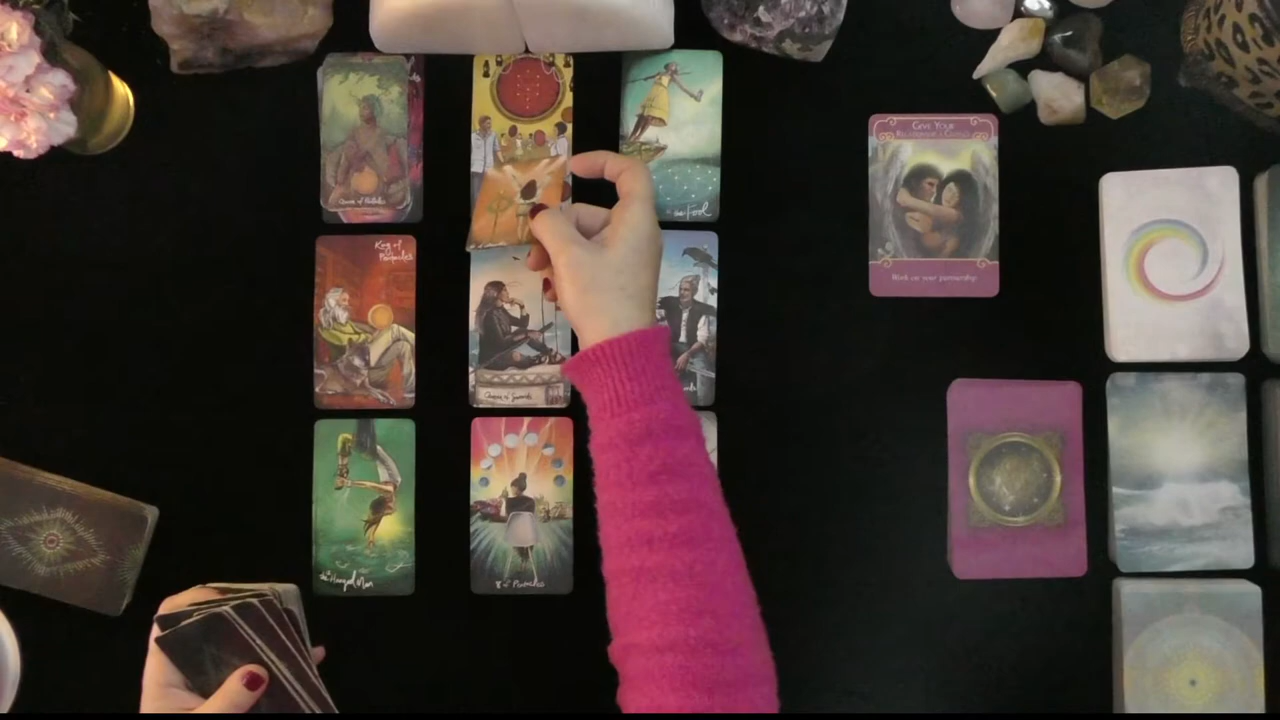 Queen of Pentacles
the Fool
King of
Pentacles
Queen of Swords
the Hanged Man
8 of Pentacles
Give Your
Relationship a Chance
Work on your partnership.